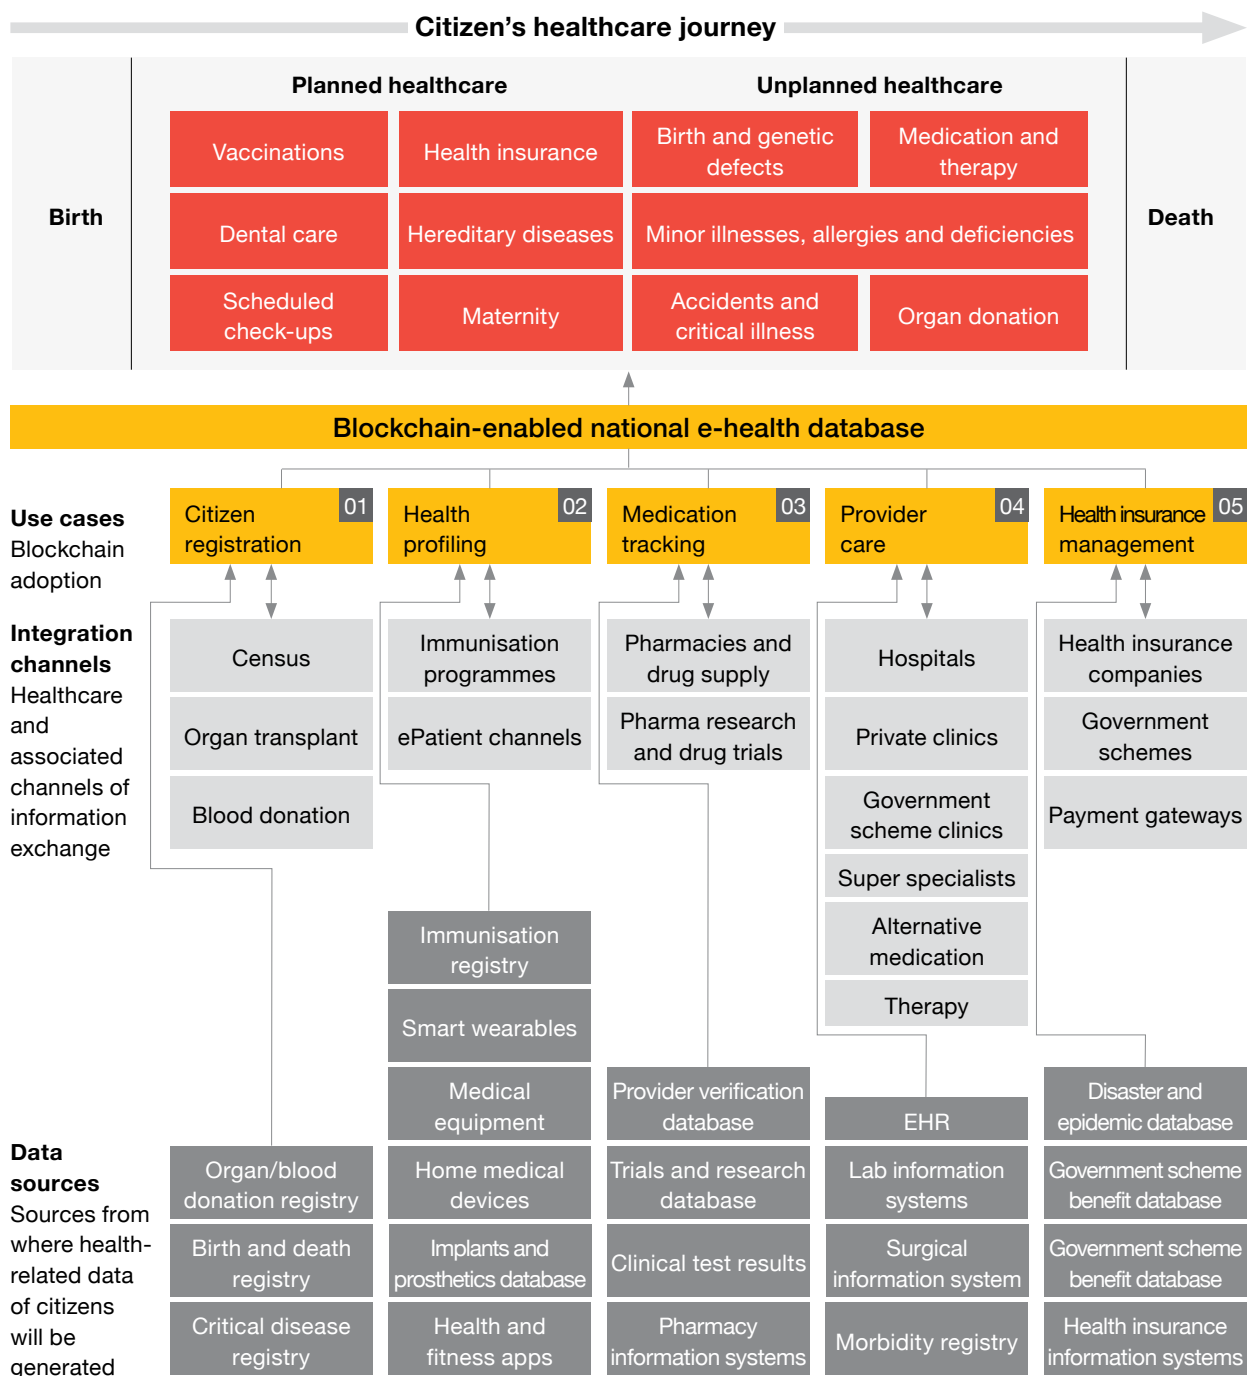 Citizen's healthcare journey
Planned healthcare
Unplanned healthcare
Birth
Death
Vaccinations
Health insurance
Birth and genetic
defects
Medication and
therapy
Dental care
Hereditary diseases
Minor illnesses, allergies and deficiencies
Scheduled
check-ups
Maternity
Accidents and
critical illness
Organ donation
Blockchain-enabled national e-health database
Use cases
Blockchain
adoption
Citizen
registration
01
Health
profiling
02
Medication
tracking
03
Provider
care
04
Health insurance
management
05
Integration
channels
Healthcare
and
associated
channels of
information
exchange
Census
Organ transplant
Blood donation
Immunisation
programmes
ePatient channels
Pharmacies and
drug supply
Pharma research
and drug trials
Hospitals
Private clinics
Government
scheme clinics
Super specialists
Alternative
medication
Therapy
Health insurance
companies
Government
schemes
Payment gateways
Data
sources
Sources from
where health-
related data
of citizens
will be
generated
Organ/blood
donation registry
Birth and death
registry
Critical disease
registry
Immunisation
registry
Smart wearables
Medical
equipment
Home medical
devices
Implants and
prosthetics database
Health and
fitness apps
Provider verification
database
Trials and research
database
Clinical test results
Pharmacy
information systems
EHR
Lab information
systems
Surgical
information system
Morbidity registry
Disaster and
epidemic database
Government scheme
benefit database
Government scheme
benefit database
Health insurance
information systems